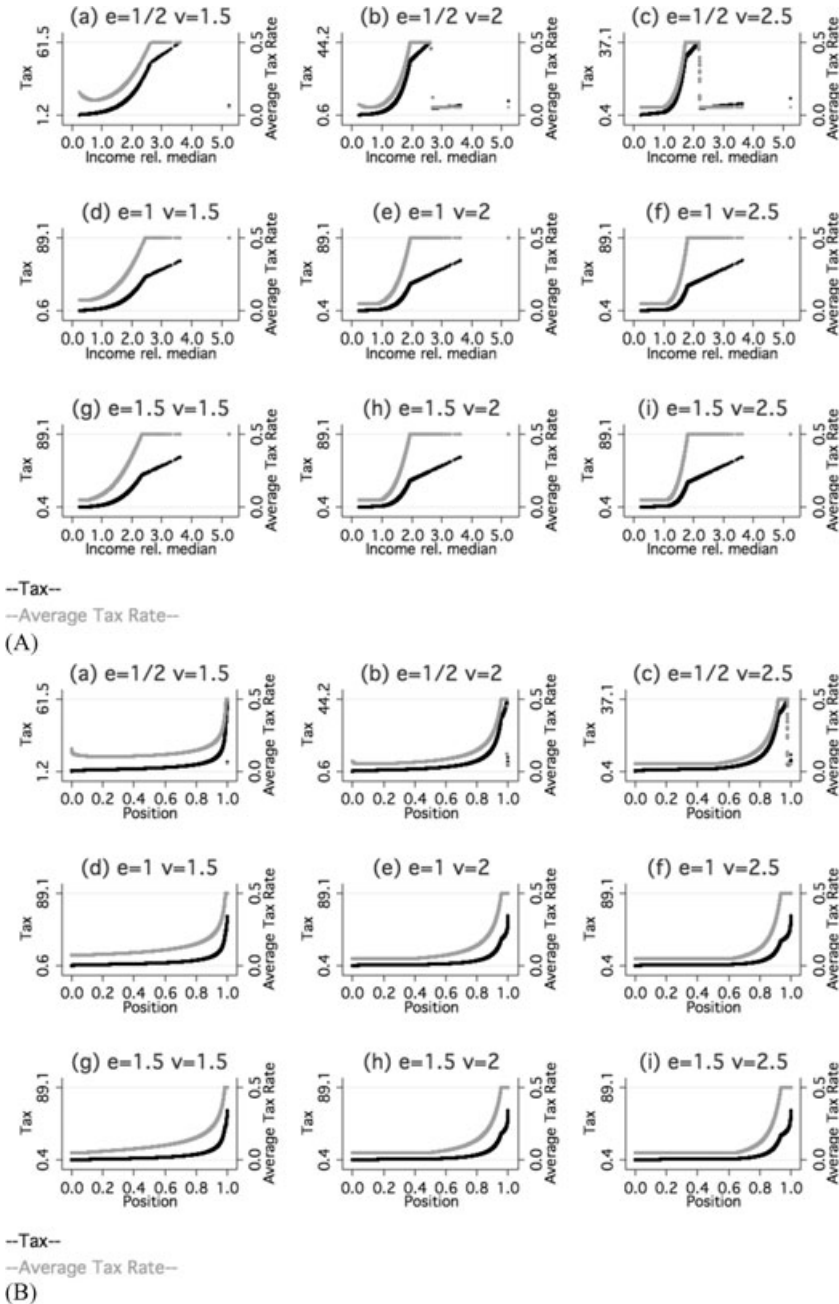 (a) e=1/2 v=1.5
(b) e=1/2 v=2
(c) e=1/2 v=2.5
Tax
1.2 61.5
0.0 0.5
Average Tax Rate
0.0 1.0 2.0 3.0 4.0 5.0
Income rel. median
Tax
0.6 44.2
0.0 0.5
Average Tax Rate
0.0 1.0 2.0 3.0 4.0 5.0
Income rel. median
Tax
0.4 37.1
0.0 0.5
Average Tax Rate
0.0 1.0 2.0 3.0 4.0 5.0
Income rel. median
(d) e=1 v=1.5
(e) e=1 v=2
(f) e=1 v=2.5
Tax
0.6 89.1
0.0 0.5
Average Tax Rate
0.0 1.0 2.0 3.0 4.0 5.0
Income rel. median
Tax
0.4 89.1
0.0 0.5
Average Tax Rate
0.0 1.0 2.0 3.0 4.0 5.0
Income rel. median
Tax
0.4 89.1
0.0 0.5
Average Tax Rate
0.0 1.0 2.0 3.0 4.0 5.0
Income rel. median
(g) e=1.5 v=1.5
(h) e=1.5 v=2
(i) e=1.5 v=2.5
Tax
0.4 89.1
0.0 0.5
Average Tax Rate
0.0 1.0 2.0 3.0 4.0 5.0
Income rel. median
Tax
0.4 89.1
0.0 0.5
Average Tax Rate
0.0 1.0 2.0 3.0 4.0 5.0
Income rel. median
Tax
0.4 89.1
0.0 0.5
Average Tax Rate
0.0 1.0 2.0 3.0 4.0 5.0
Income rel. median
--Tax--
--Average Tax Rate--
(A)
(a) e=1/2 v=1.5
(b) e=1/2 v=2
(c) e=1/2 v=2.5
Tax
1.2 61.5
0.0 0.5
Average Tax Rate
0.0 0.2 0.4 0.6 0.8 1.0
Position
Tax
0.6 44.2
0.0 0.5
Average Tax Rate
0.0 0.2 0.4 0.6 0.8 1.0
Position
Tax
0.4 37.1
0.0 0.5
Average Tax Rate
0.0 0.2 0.4 0.6 0.8 1.0
Position
(d) e=1 v=1.5
(e) e=1 v=2
(f) e=1 v=2.5
Tax
0.6 89.1
0.0 0.5
Average Tax Rate
0.0 0.2 0.4 0.6 0.8 1.0
Position
Tax
0.4 89.1
0.0 0.5
Average Tax Rate
0.0 0.2 0.4 0.6 0.8 1.0
Position
Tax
0.4 89.1
0.0 0.5
Average Tax Rate
0.0 0.2 0.4 0.6 0.8 1.0
Position
(g) e=1.5 v=1.5
(h) e=1.5 v=2
(i) e=1.5 v=2.5
Tax
0.4 89.1
0.0 0.5
Average Tax Rate
0.0 0.2 0.4 0.6 0.8 1.0
Position
Tax
0.4 89.1
0.0 0.5
Average Tax Rate
0.0 0.2 0.4 0.6 0.8 1.0
Position
Tax
0.4 89.1
0.0 0.5
Average Tax Rate
0.0 0.2 0.4 0.6 0.8 1.0
Position
--Tax--
--Average Tax Rate--
(B)